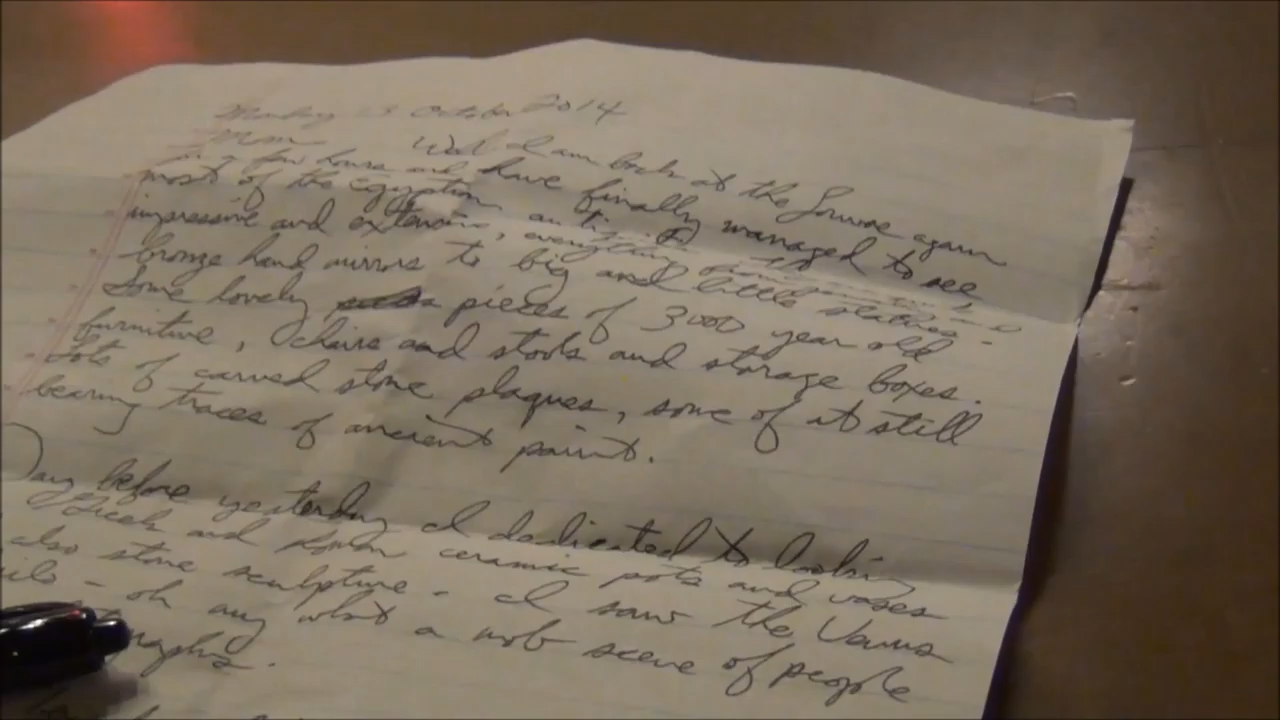 Monday 13 October 2014
Mom Well I am back at the Louvre again
in a few hours and have finally managed to see,
most of the Egyptian
impressive and extensive, everything from
bronze hand mirrors to big and little statues -
Some lovely pieces of 3000 year old
furniture, chairs and stools and storage boxes.
Lots of carved stone plaques, some of it still
bearing traces of ancient paint.
Day before yesterday I dedicated to looking
Greek and Roman ceramic pots and vases
also stone sculpture - I saw the Venus
- oh my what a mob scene of people